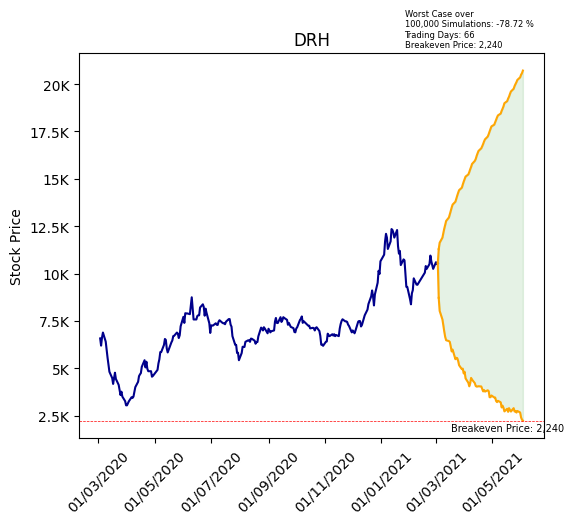 Worst Case over
100,000 Simulations: -78.72 %
Trading Days: 66
Breakeven Price: 2,240
DRH
Stock Price
20K
17.5K
15K
12.5K
10K
7.5K
5K
2.5K
Breakeven Price: 2,240
01/03/2020
01/05/2020
01/07/2020
01/09/2020
01/11/2020
01/01/2021
01/03/2021
01/05/2021